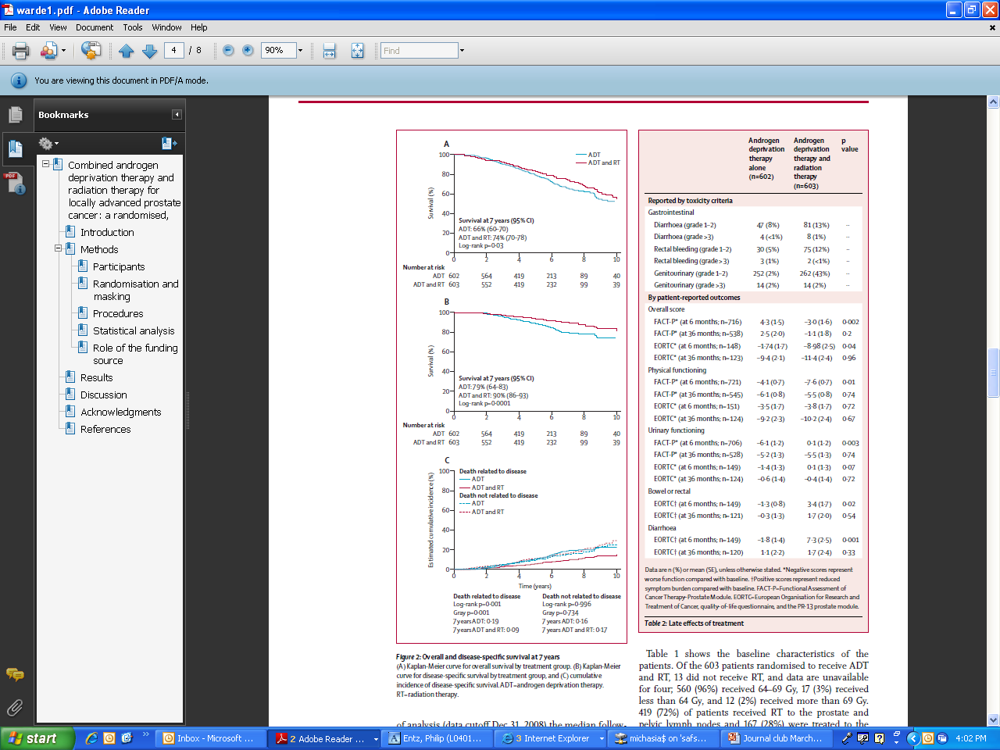 warde1.pdf - Adobe Reader
File Edit View Document Tools Window Help
4 / 8 90% Find
You are viewing this document in PDF/A mode.
Bookmarks
Combined androgen
deprivation therapy and
radiation therapy for
locally advanced prostate
cancer: a randomised,
Introduction
Methods
Participants
Randomisation and
masking
Procedures
Statistical analysis
Role of the funding
source
Results
Discussion
Acknowledgments
References
A
ADT
ADT and RT
Survival (%)
100
80
60
40
20
0
Survival at 7 years (95% CI)
ADT: 66% (60–70)
ADT and RT: 74% (70–78)
Log-rank p=0·03
0 2 4 6 8 10
Number at risk
ADT 602 564 419 213 89 40
ADT and RT 603 552 419 232 99 39
B
Survival (%)
100
80
60
40
20
0
Survival at 7 years (95% CI)
ADT: 79% (64–83)
ADT and RT: 90% (86–93)
Log-rank p=0·0001
0 2 4 6 8 10
Number at risk
ADT 602 564 419 213 89 40
ADT and RT 603 552 419 232 99 39
C
Estimated cumulative incidence (%)
100
80
60
40
20
0
Death related to disease
ADT
ADT and RT
Death not related to disease
ADT
ADT and RT
0 2 4 6 8 10
Time (years)
Death related to disease Death not related to disease
Log-rank p=0·001 Log-rank p=0·996
Gray p=0·001 Gray p=0·734
7 years ADT: 0·19 7 years ADT: 0·16
7 years ADT and RT: 0·09 7 years ADT and RT: 0·17
Figure 2: Overall and disease-specific survival at 7 years
(A) Kaplan-Meier curve for overall survival by treatment group. (B) Kaplan-Meier
curve for disease-specific survival by treatment group, and (C) cumulative
incidence of disease-specific survival. ADT=androgen deprivation therapy.
RT=radiation therapy.
of analysis (data cutoff Dec 31, 2008) the median follow-
Androgen Androgen p
deprivation deprivation value
therapy therapy and
alone radiation
(n=602) therapy
(n=603)
Reported by toxicity criteria
Gastrointestinal
Diarrhoea (grade 1–2) 47 (8%) 81 (13%) ··
Diarrhoea (grade >3) 4 (<1%) 8 (1%) ··
Rectal bleeding (grade 1–2) 30 (5%) 75 (12%) ··
Rectal bleeding (grade >3) 3 (1%) 2 (<1%) ··
Genitourinary (grade 1–2) 252 (2%) 262 (43%) ··
Genitourinary (grade >3) 14 (2%) 14 (2%) ··
By patient-reported outcomes
Overall score
FACT-P* (at 6 months; n=716) 4·3 (1·5) –3·0 (1·6) 0·002
FACT-P* (at 36 months; n=538) 2·5 (2·0) –1·1 (1·8) 0·2
EORTC* (at 6 months; n=148) –1·74 (1·7) –8·98 (2·5) 0·04
EORTC* (at 36 months; n=123) –9·4 (2·1) –11·4 (2·4) 0·96
Physical functioning
FACT-P* (at 6 months; n=721) –4·1 (0·7) –7·6 (0·7) 0·01
FACT-P* (at 36 months; n=545) –6·1 (0·8) –5·5 (0·8) 0·74
EORTC* (at 6 months; n=151) –3·5 (1·7) –3·8 (1·7) 0·72
EORTC* (at 36 months; n=124) –9·2 (2·3) –10·2 (2·4) 0·67
Urinary functioning
FACT-P* (at 6 months; n=706) –6·1 (1·2) 0·1 (1·2) 0·003
FACT-P* (at 36 months; n=528) –5·2 (1·3) –5·5 (1·3) 0·74
EORTC* (at 6 months; n=149) –1·4 (1·3) 0·1 (1·3) 0·07
EORTC* (at 36 months; n=124) –0·6 (1·4) –0·4 (1·4) 0·72
Bowel or rectal
EORTC† (at 6 months; n=149) –1·3 (0·8) 3·4 (1·7) 0·02
EORTC† (at 36 months; n=121) –0·3 (1·3) 1·7 (2·0) 0·54
Diarrhoea
EORTC† (at 6 months; n=149) –1·8 (1·4) 7·3 (2·5) 0·001
EORTC† (at 36 months; n=120) 1·1 (2·2) 1·7 (2·4) 0·33
Data are n (%) or mean (SE), unless otherwise stated. *Negative scores represent
worse function compared with baseline. †Positive scores represent reduced
symptom burden compared with baseline. FACT-P=Functional Assessment of
Cancer Therapy-Prostate Module. EORTC=European Organisation for Research and
Treatment of Cancer, quality-of-life questionnaire, and the PR-13 prostate module.
Table 2: Late effects of treatment
Table 1 shows the baseline characteristics of the
patients. Of the 603 patients randomised to receive ADT
and RT, 13 did not receive RT, and data are unavailable
for four; 560 (96%) received 64–69 Gy, 17 (3%) received
less than 64 Gy, and 12 (2%) received more than 69 Gy.
419 (72%) of patients received RT to the prostate and
pelvic lymph nodes and 167 (28%) were treated to the
start Inbox - Microsoft ... 2 Adobe Reader ... Entz, Philip (L0401... 3 Internet Explorer michasia$ on 'safs... Journal club March... 4:02 PM